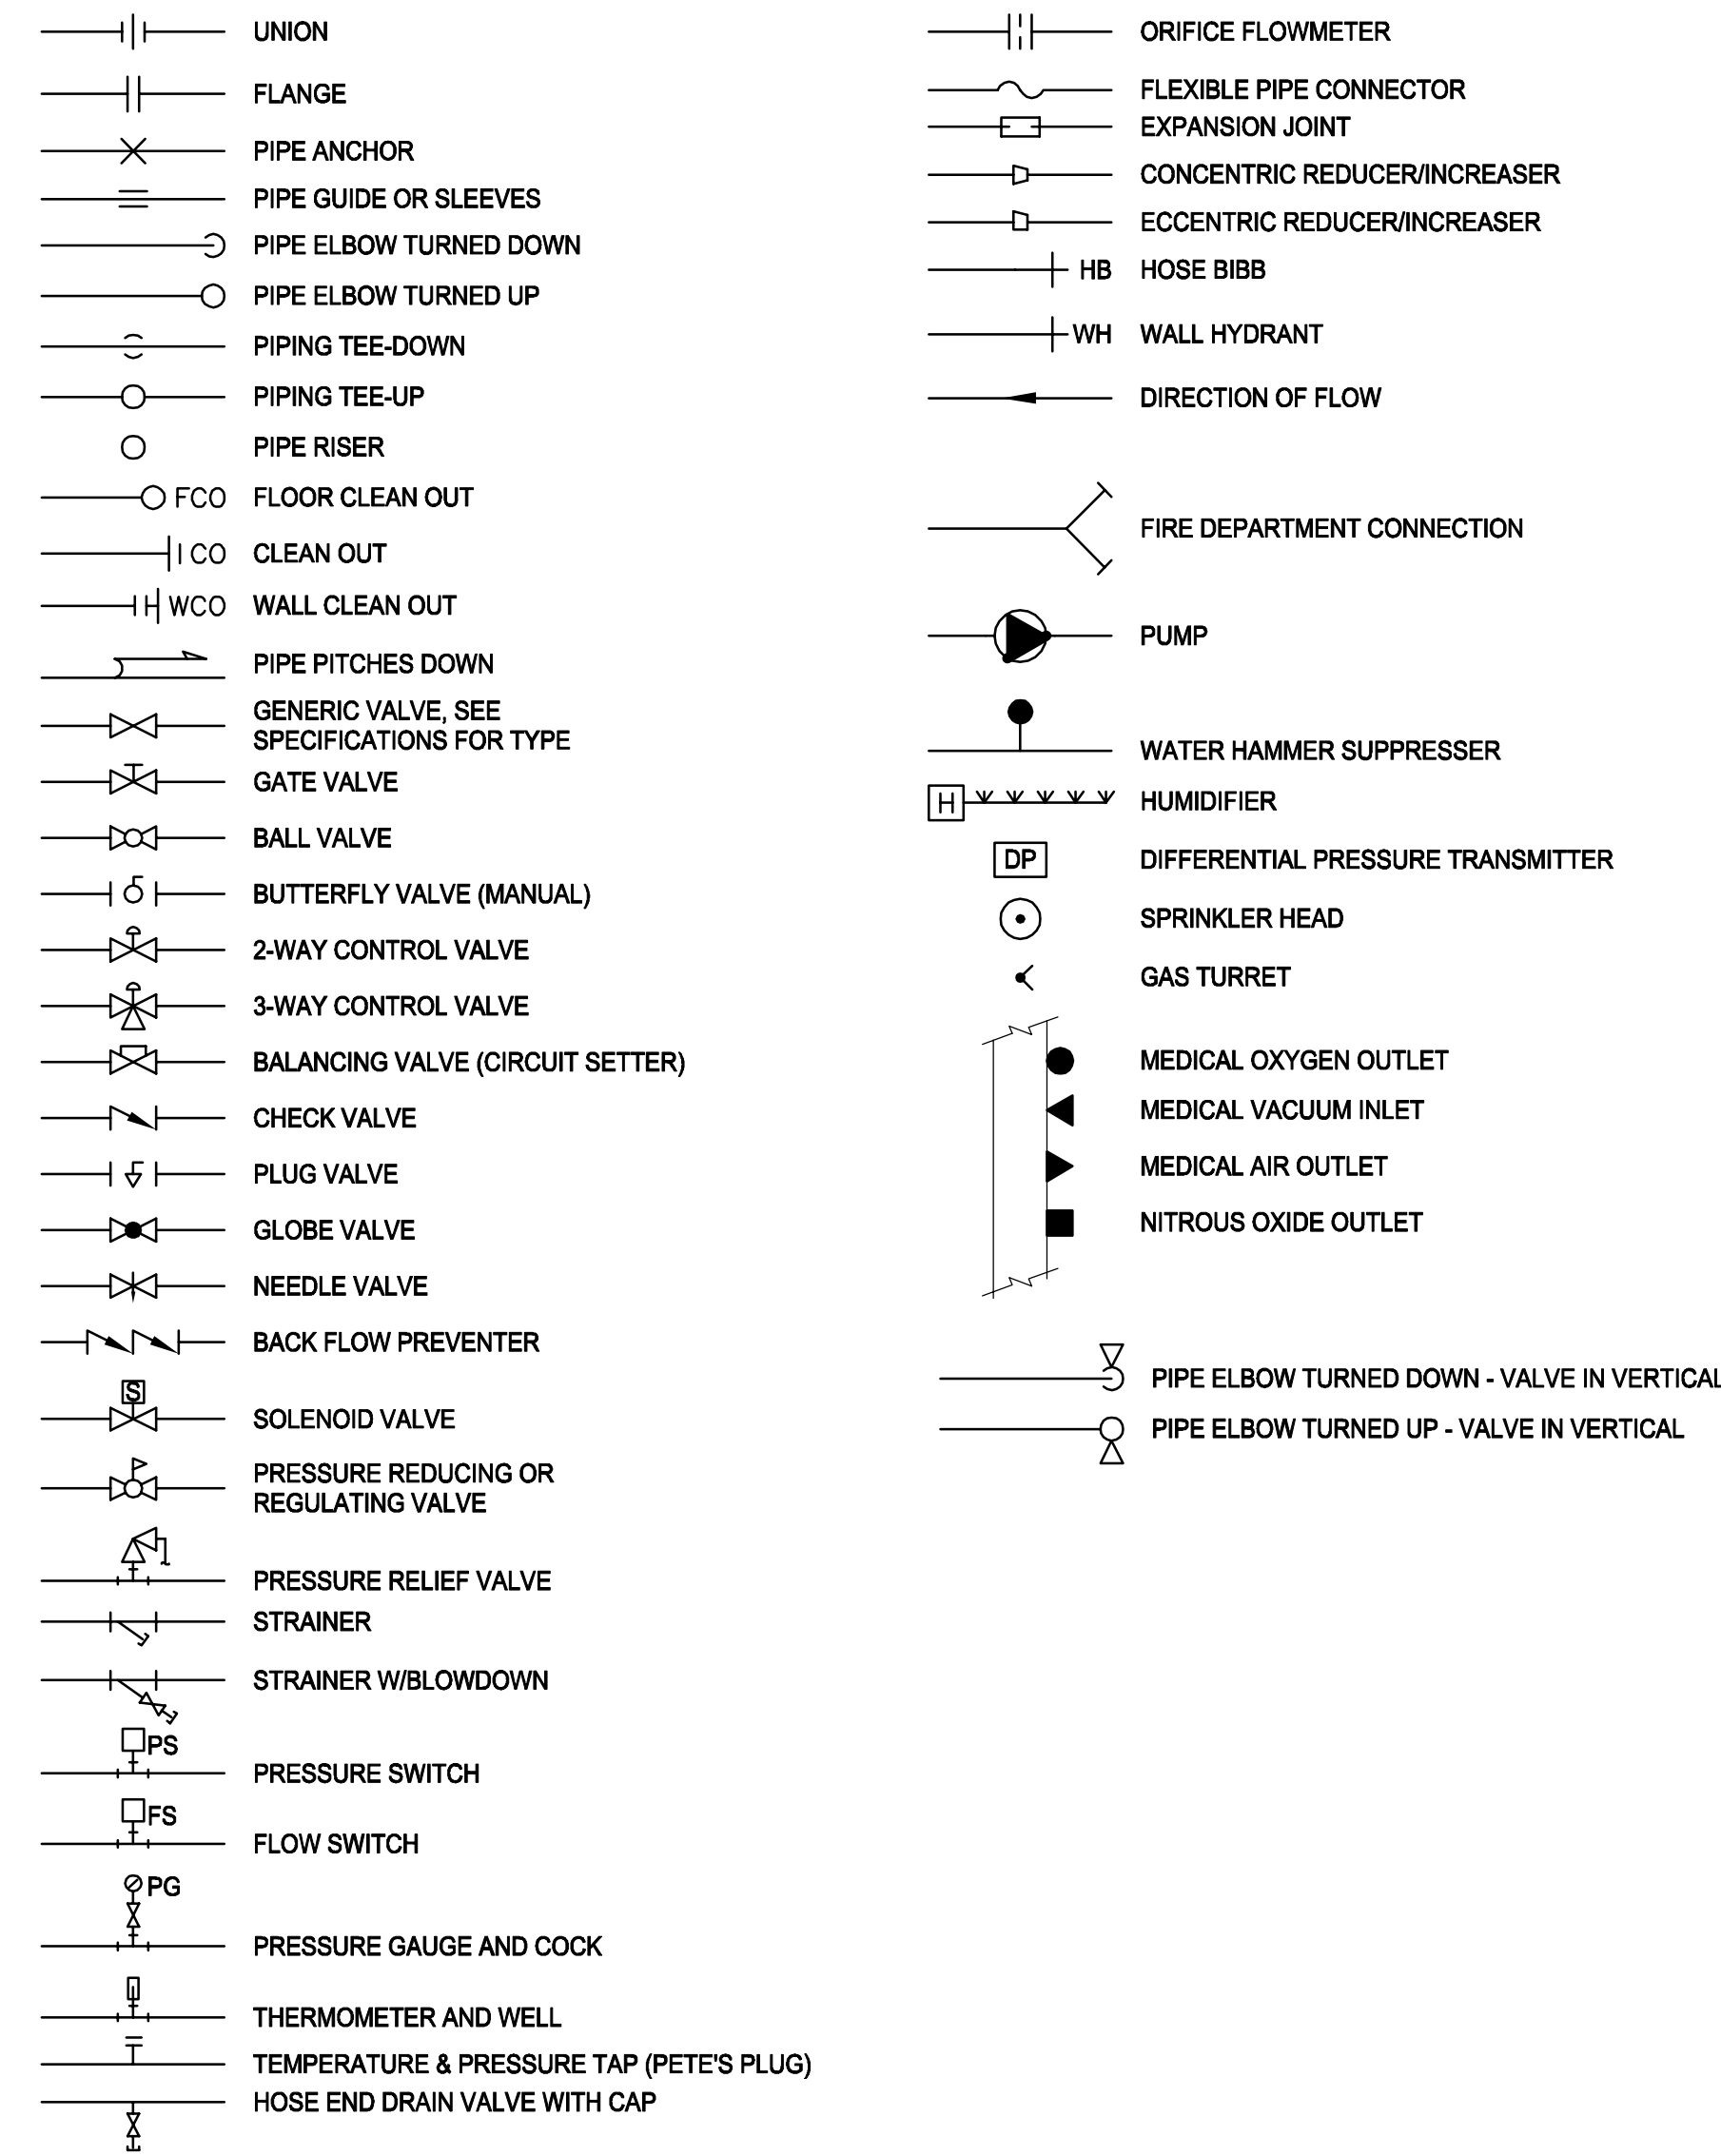 UNION
FLANGE
PIPE ANCHOR
PIPE GUIDE OR SLEEVES
PIPE ELBOW TURNED DOWN
PIPE ELBOW TURNED UP
PIPING TEE-DOWN
PIPING TEE-UP
PIPE RISER
FCO FLOOR CLEAN OUT
CO CLEAN OUT
WCO WALL CLEAN OUT
PIPE PITCHES DOWN
GENERIC VALVE, SEE
SPECIFICATIONS FOR TYPE
GATE VALVE
BALL VALVE
BUTTERFLY VALVE (MANUAL)
2-WAY CONTROL VALVE
3-WAY CONTROL VALVE
BALANCING VALVE (CIRCUIT SETTER)
CHECK VALVE
PLUG VALVE
GLOBE VALVE
NEEDLE VALVE
BACK FLOW PREVENTER
S
SOLENOID VALVE
PRESSURE REDUCING OR
REGULATING VALVE
PRESSURE RELIEF VALVE
STRAINER
STRAINER W/BLOWDOWN
PS
PRESSURE SWITCH
FS
FLOW SWITCH
PG
PRESSURE GAUGE AND COCK
THERMOMETER AND WELL
TEMPERATURE & PRESSURE TAP (PETE'S PLUG)
HOSE END DRAIN VALVE WITH CAP
ORIFICE FLOWMETER
FLEXIBLE PIPE CONNECTOR
EXPANSION JOINT
CONCENTRIC REDUCER/INCREASER
ECCENTRIC REDUCER/INCREASER
HB HOSE BIBB
WH WALL HYDRANT
DIRECTION OF FLOW
FIRE DEPARTMENT CONNECTION
PUMP
WATER HAMMER SUPPRESSER
H HUMIDIFIER
DP DIFFERENTIAL PRESSURE TRANSMITTER
SPRINKLER HEAD
GAS TURRET
MEDICAL OXYGEN OUTLET
MEDICAL VACUUM INLET
MEDICAL AIR OUTLET
NITROUS OXIDE OUTLET
PIPE ELBOW TURNED DOWN - VALVE IN VERTICAL
PIPE ELBOW TURNED UP - VALVE IN VERTICAL